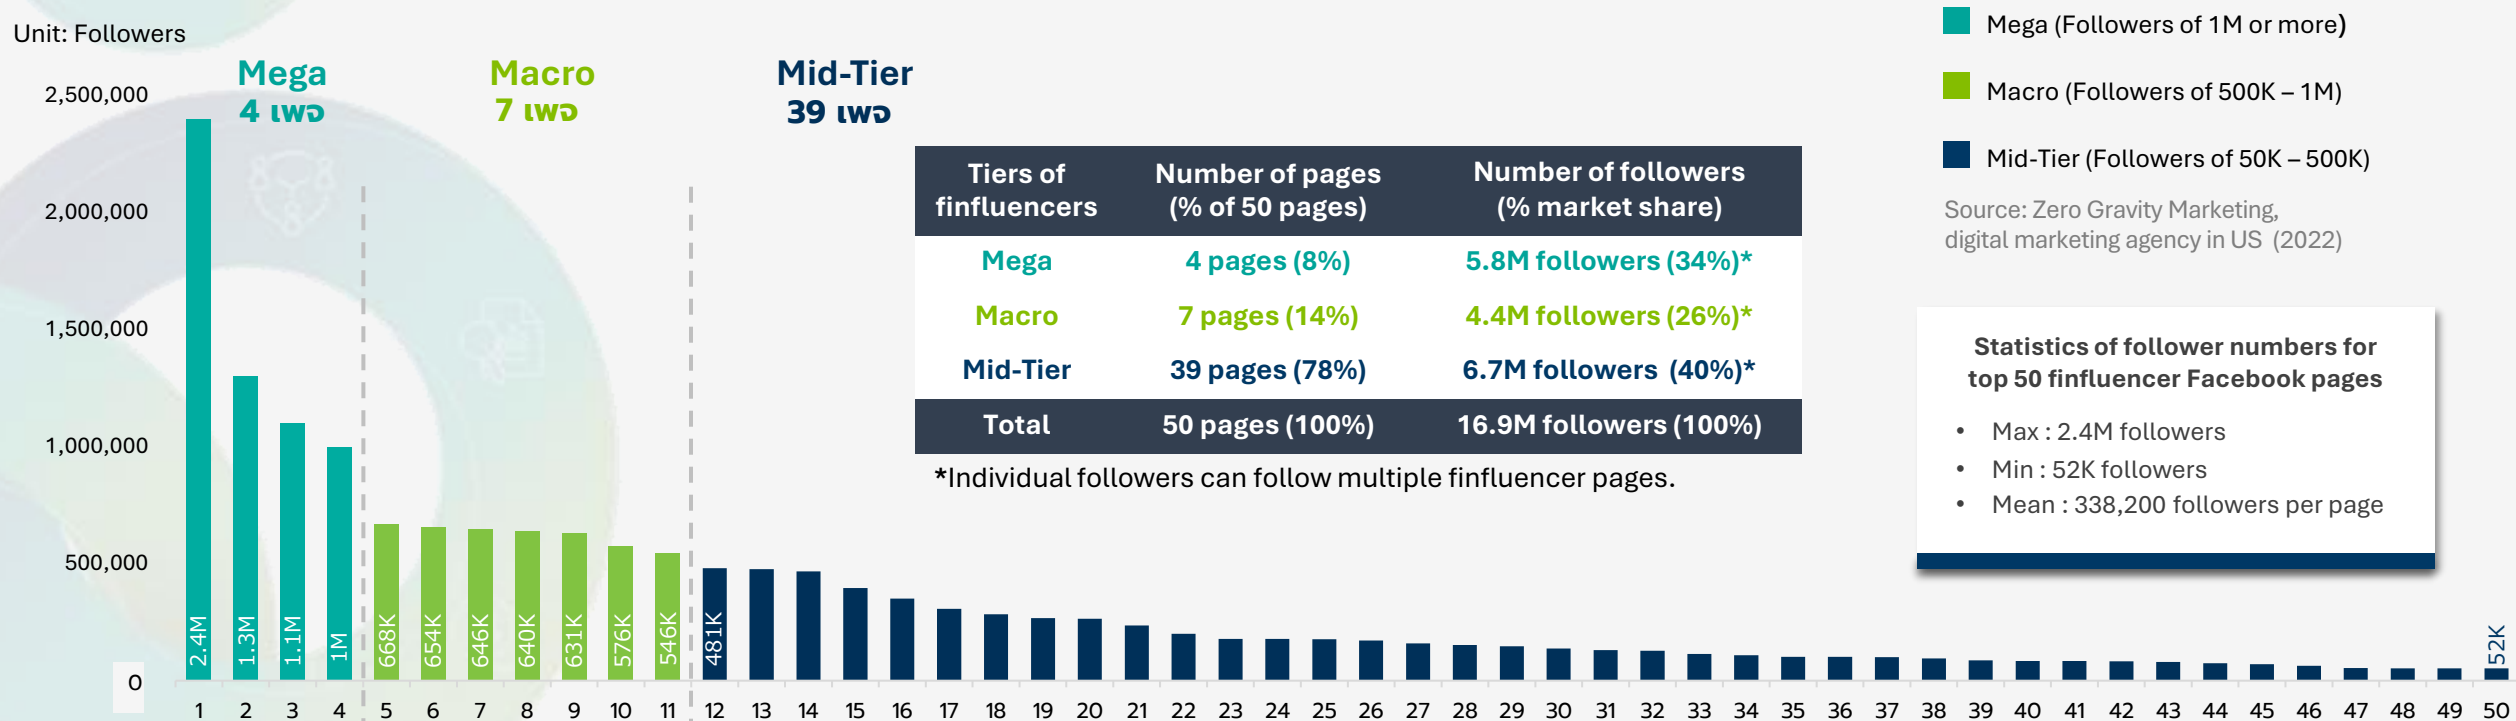 Unit: Followers
Mega
4 เพจ
Macro
7 เพจ
Mid-Tier
39 เพจ
Mega (Followers of 1M or more)
Macro (Followers of 500K – 1M)
Mid-Tier (Followers of 50K – 500K)
Source: Zero Gravity Marketing,
digital marketing agency in US (2022)
2,500,000
2,000,000
1,500,000
1,000,000
500,000
0
Tiers of finfluencers | Number of pages (% of 50 pages) | Number of followers (% market share)
Mega 4 pages (8%) 5.8M followers (34%)*
Macro 7 pages (14%) 4.4M followers (26%)*
Mid-Tier 39 pages (78%) 6.7M followers (40%)*
Total 50 pages (100%) 16.9M followers (100%)
*Individual followers can follow multiple finfluencer pages.
Statistics of follower numbers for
top 50 finfluencer Facebook pages
• Max : 2.4M followers
• Min : 52K followers
• Mean : 338,200 followers per page
2.4M 1.3M 1.1M 1M 668K 654K 646K 640K 631K 576K 546K 481K 52K
1 2 3 4 5 6 7 8 9 10 11 12 13 14 15 16 17 18 19 20 21 22 23 24 25 26 27 28 29 30 31 32 33 34 35 36 37 38 39 40 41 42 43 44 45 46 47 48 49 50